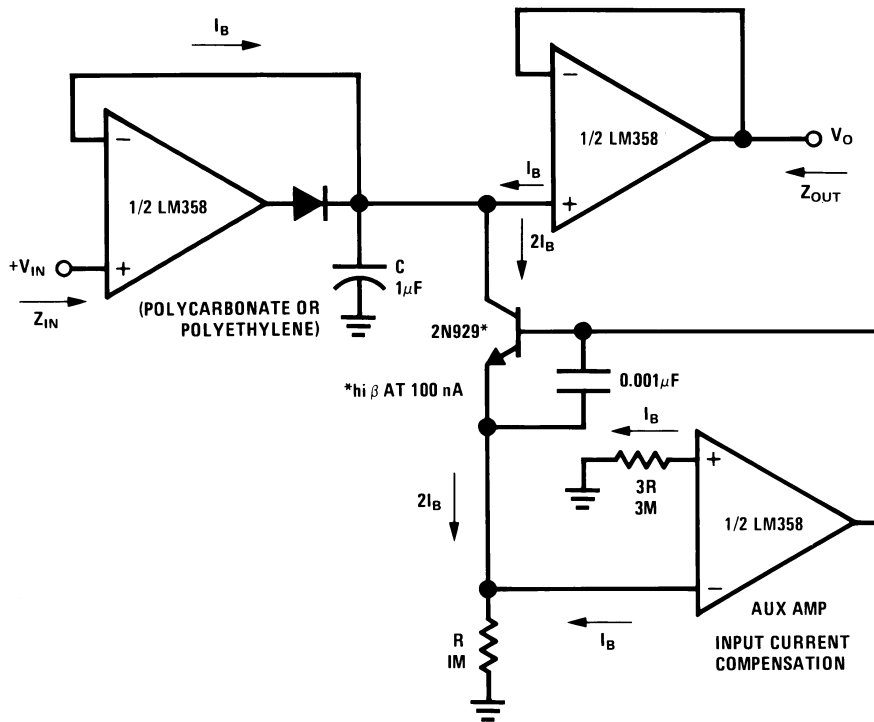 I_B
−
1/2 LM358
+
+V_IN
Z_IN
C
1µF
(POLYCARBONATE OR
POLYETHYLENE)
−
1/2 LM358
+
I_B
V_O
Z_OUT
2I_B
2N929*
*hi β AT 100 nA
0.001µF
I_B
3R
3M
+
1/2 LM358
−
2I_B
I_B
R
IM
AUX AMP
INPUT CURRENT
COMPENSATION